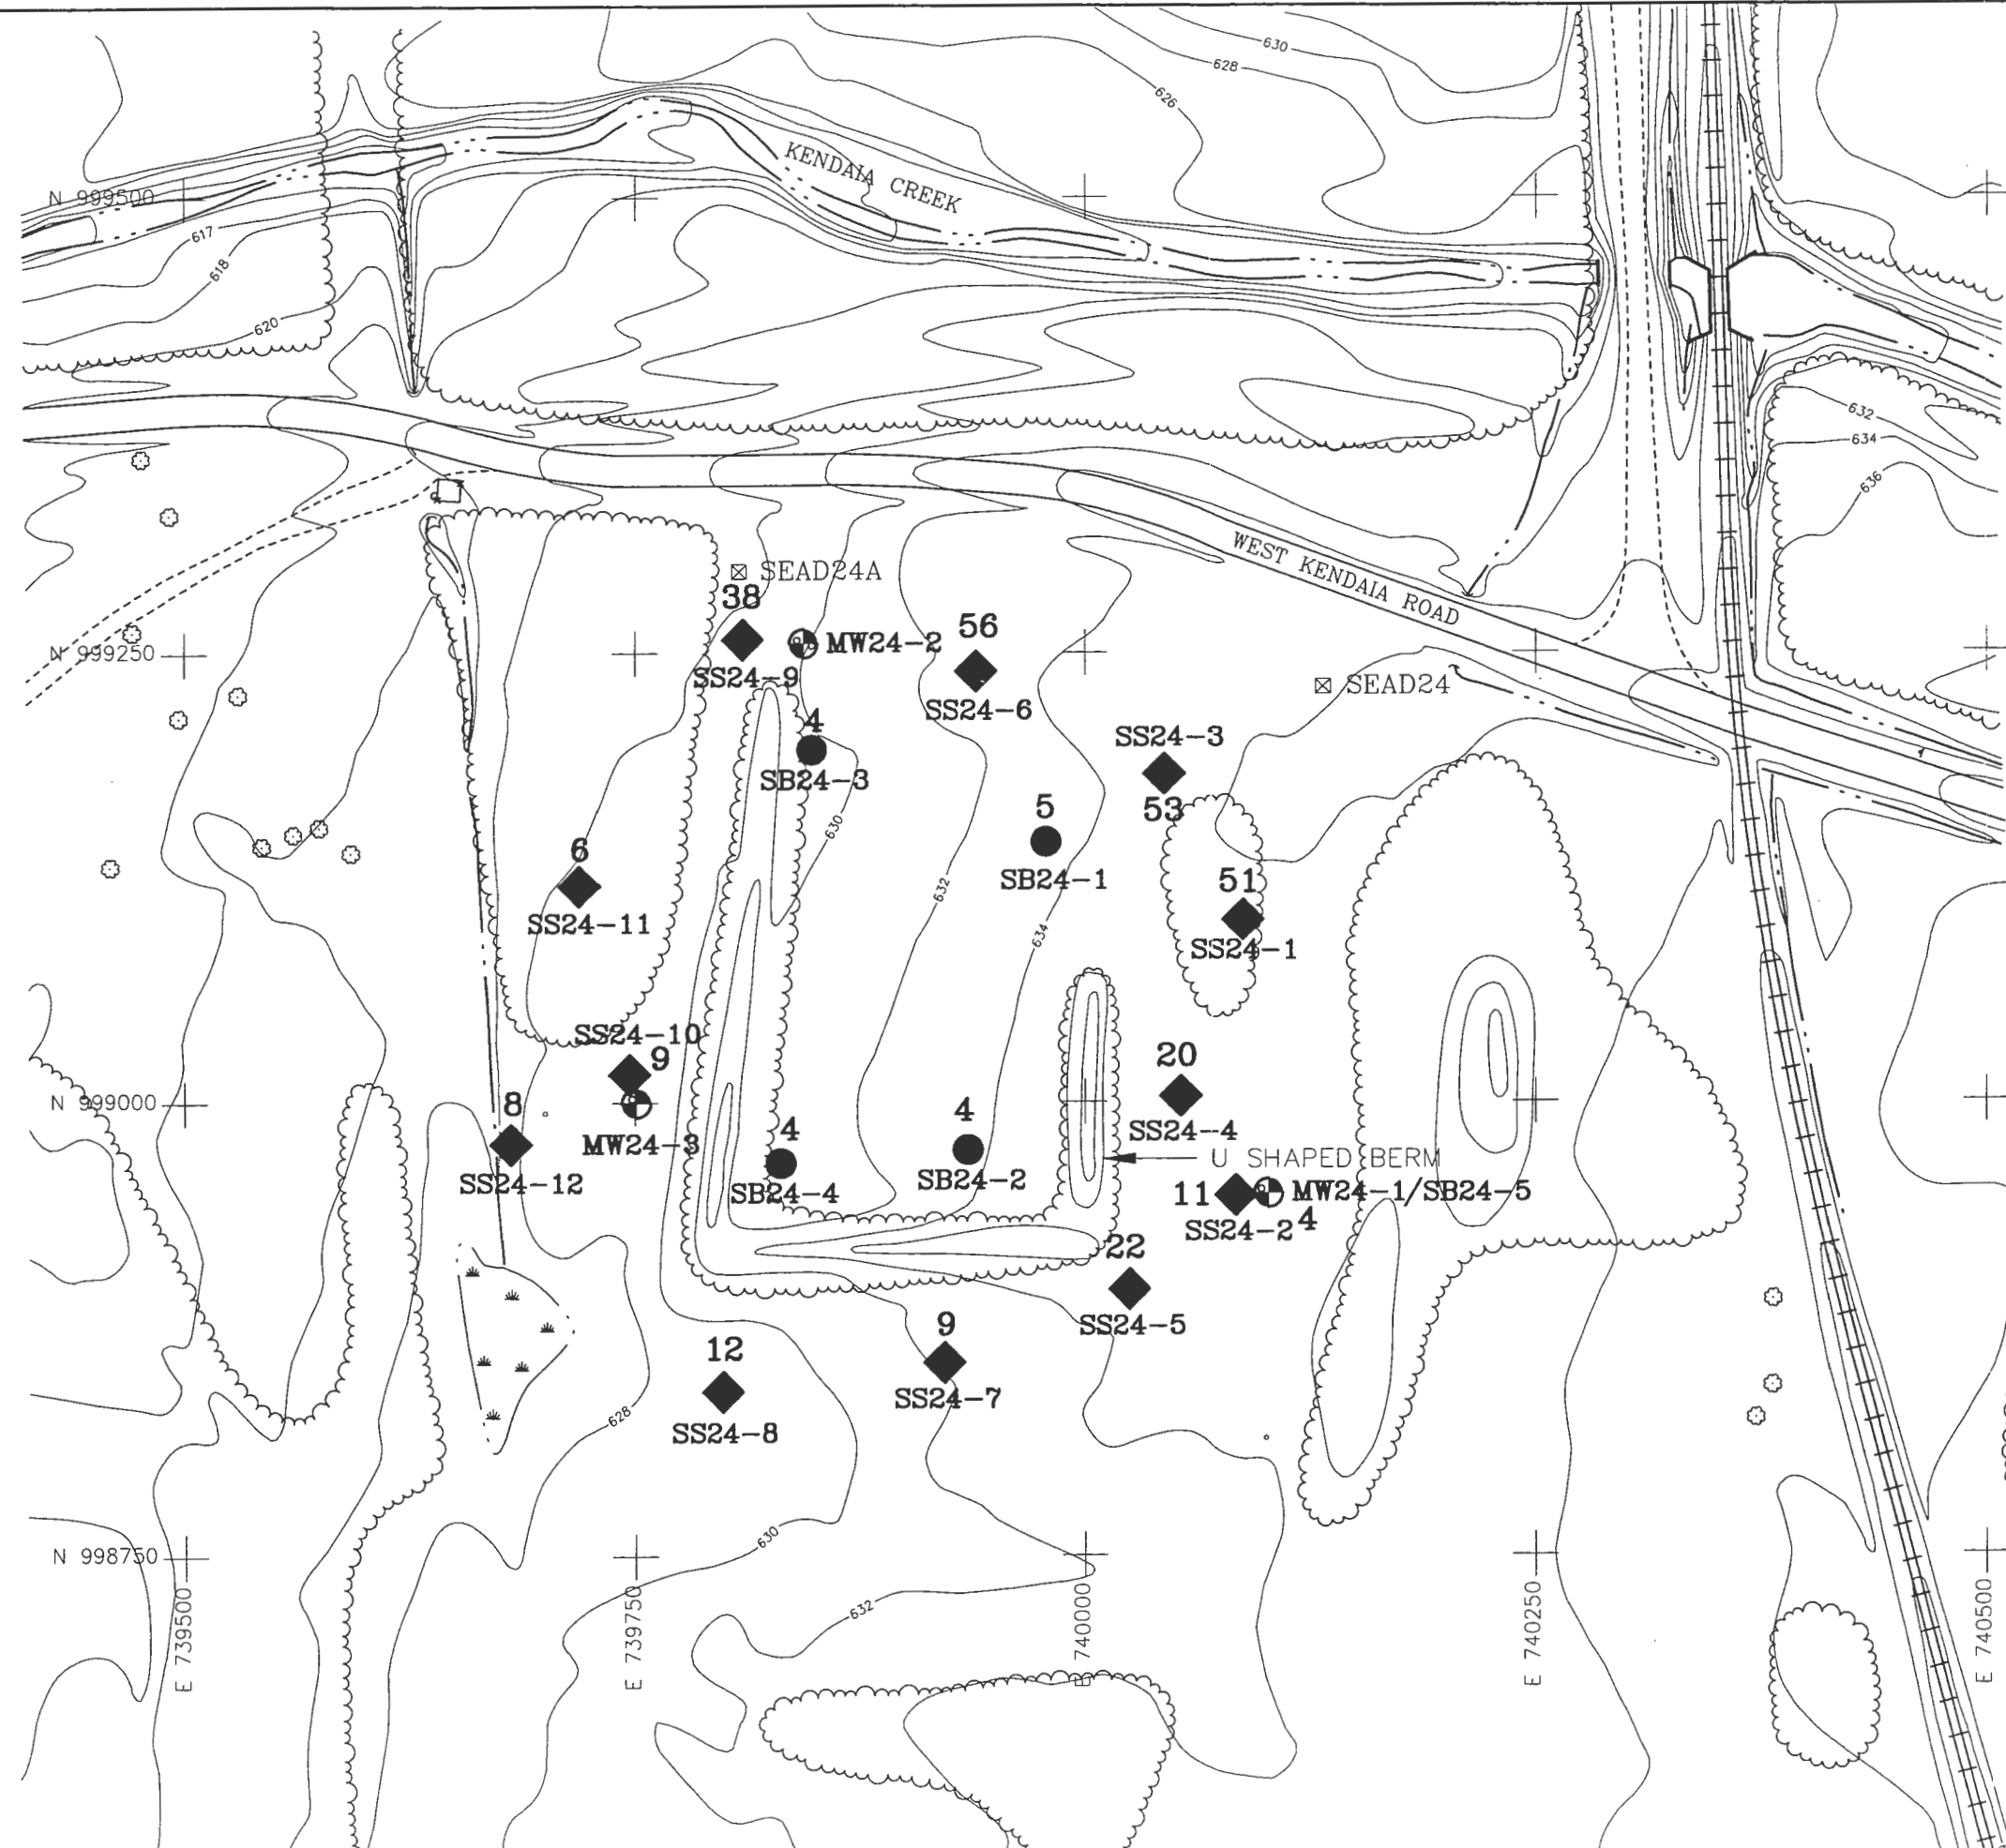 630
628
626
KENDAIA CREEK
N 999500
617
618
620
632
634
636
WEST KENDAIA ROAD
SEAD24A
38
MW24-2
SS24-9
56
SS24-6
N 999250
SEAD24
4
SB24-3
SS24-3
53
630
5
SB24-1
6
SS24-11
632
51
SS24-1
634
SS24-10
9
MW24-3
20
SS24-4
N 999000
8
SS24-12
4
SB24-4
4
SB24-2
U SHAPED BERM
11
MW24-1/SB24-5
SS24-2
4
22
SS24-5
9
SS24-7
12
SS24-8
628
630
N 998750
632
E 739500
E 739750
E 740000
E 740250
E 740500